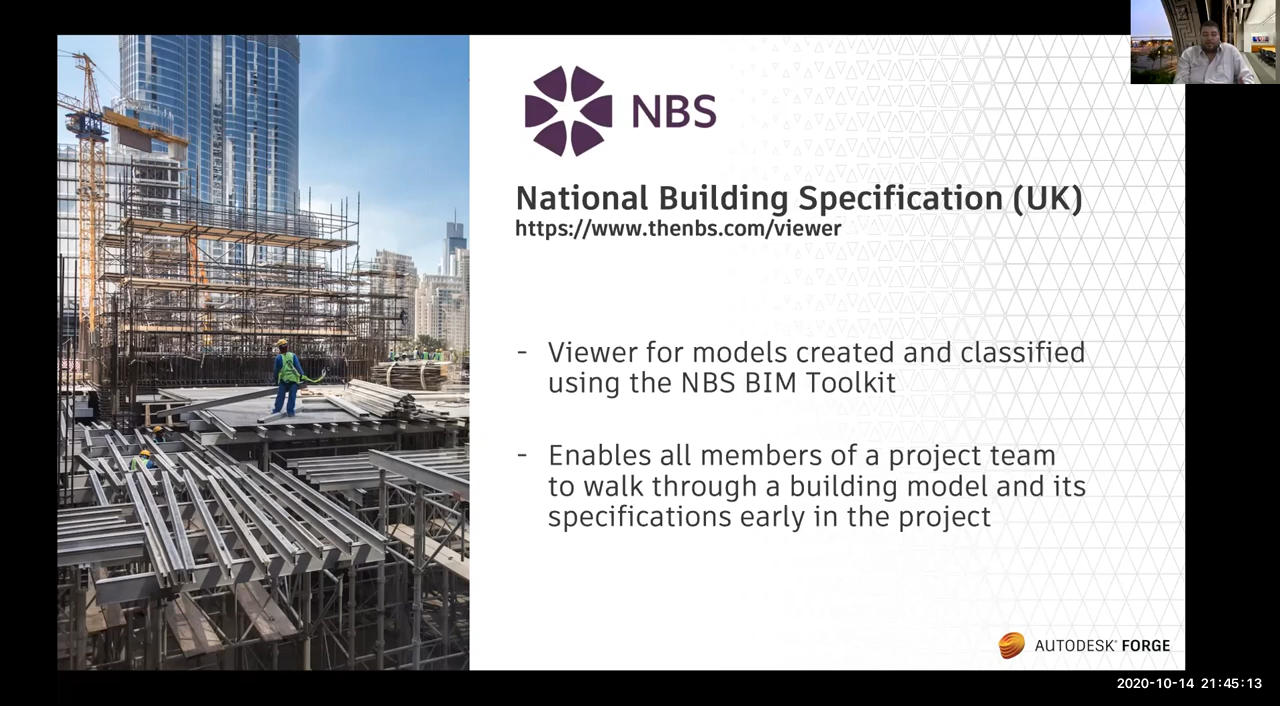 NBS
National Building Specification (UK)
https://www.thenbs.com/viewer
- Viewer for models created and classified
using the NBS BIM Toolkit
- Enables all members of a project team
to walk through a building model and its
specifications early in the project
AUTODESK® FORGE
2020-10-14 21:45:13